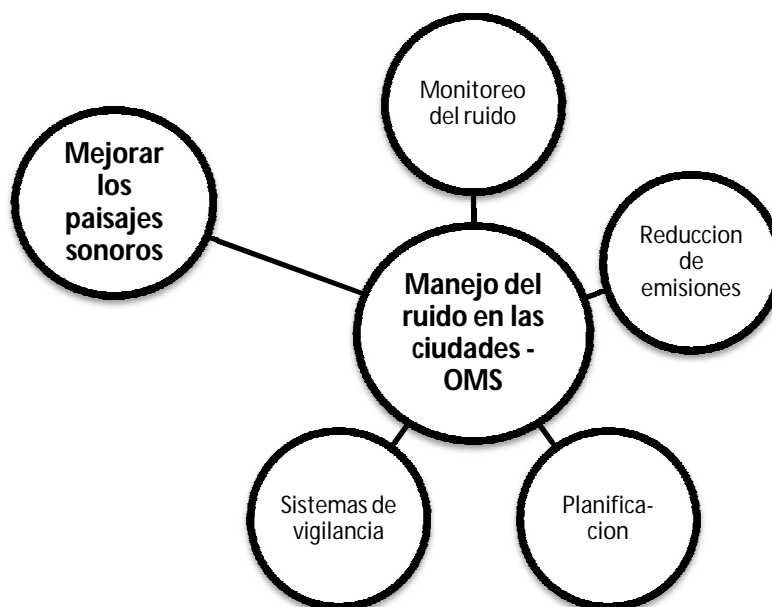 Monitoreo
del ruido
Mejorar
los
paisajes
sonoros
Reduccion
de
emisiones
Manejo del
ruido en las
ciudades -
OMS
Sistemas de
vigilancia
Planifica-
cion